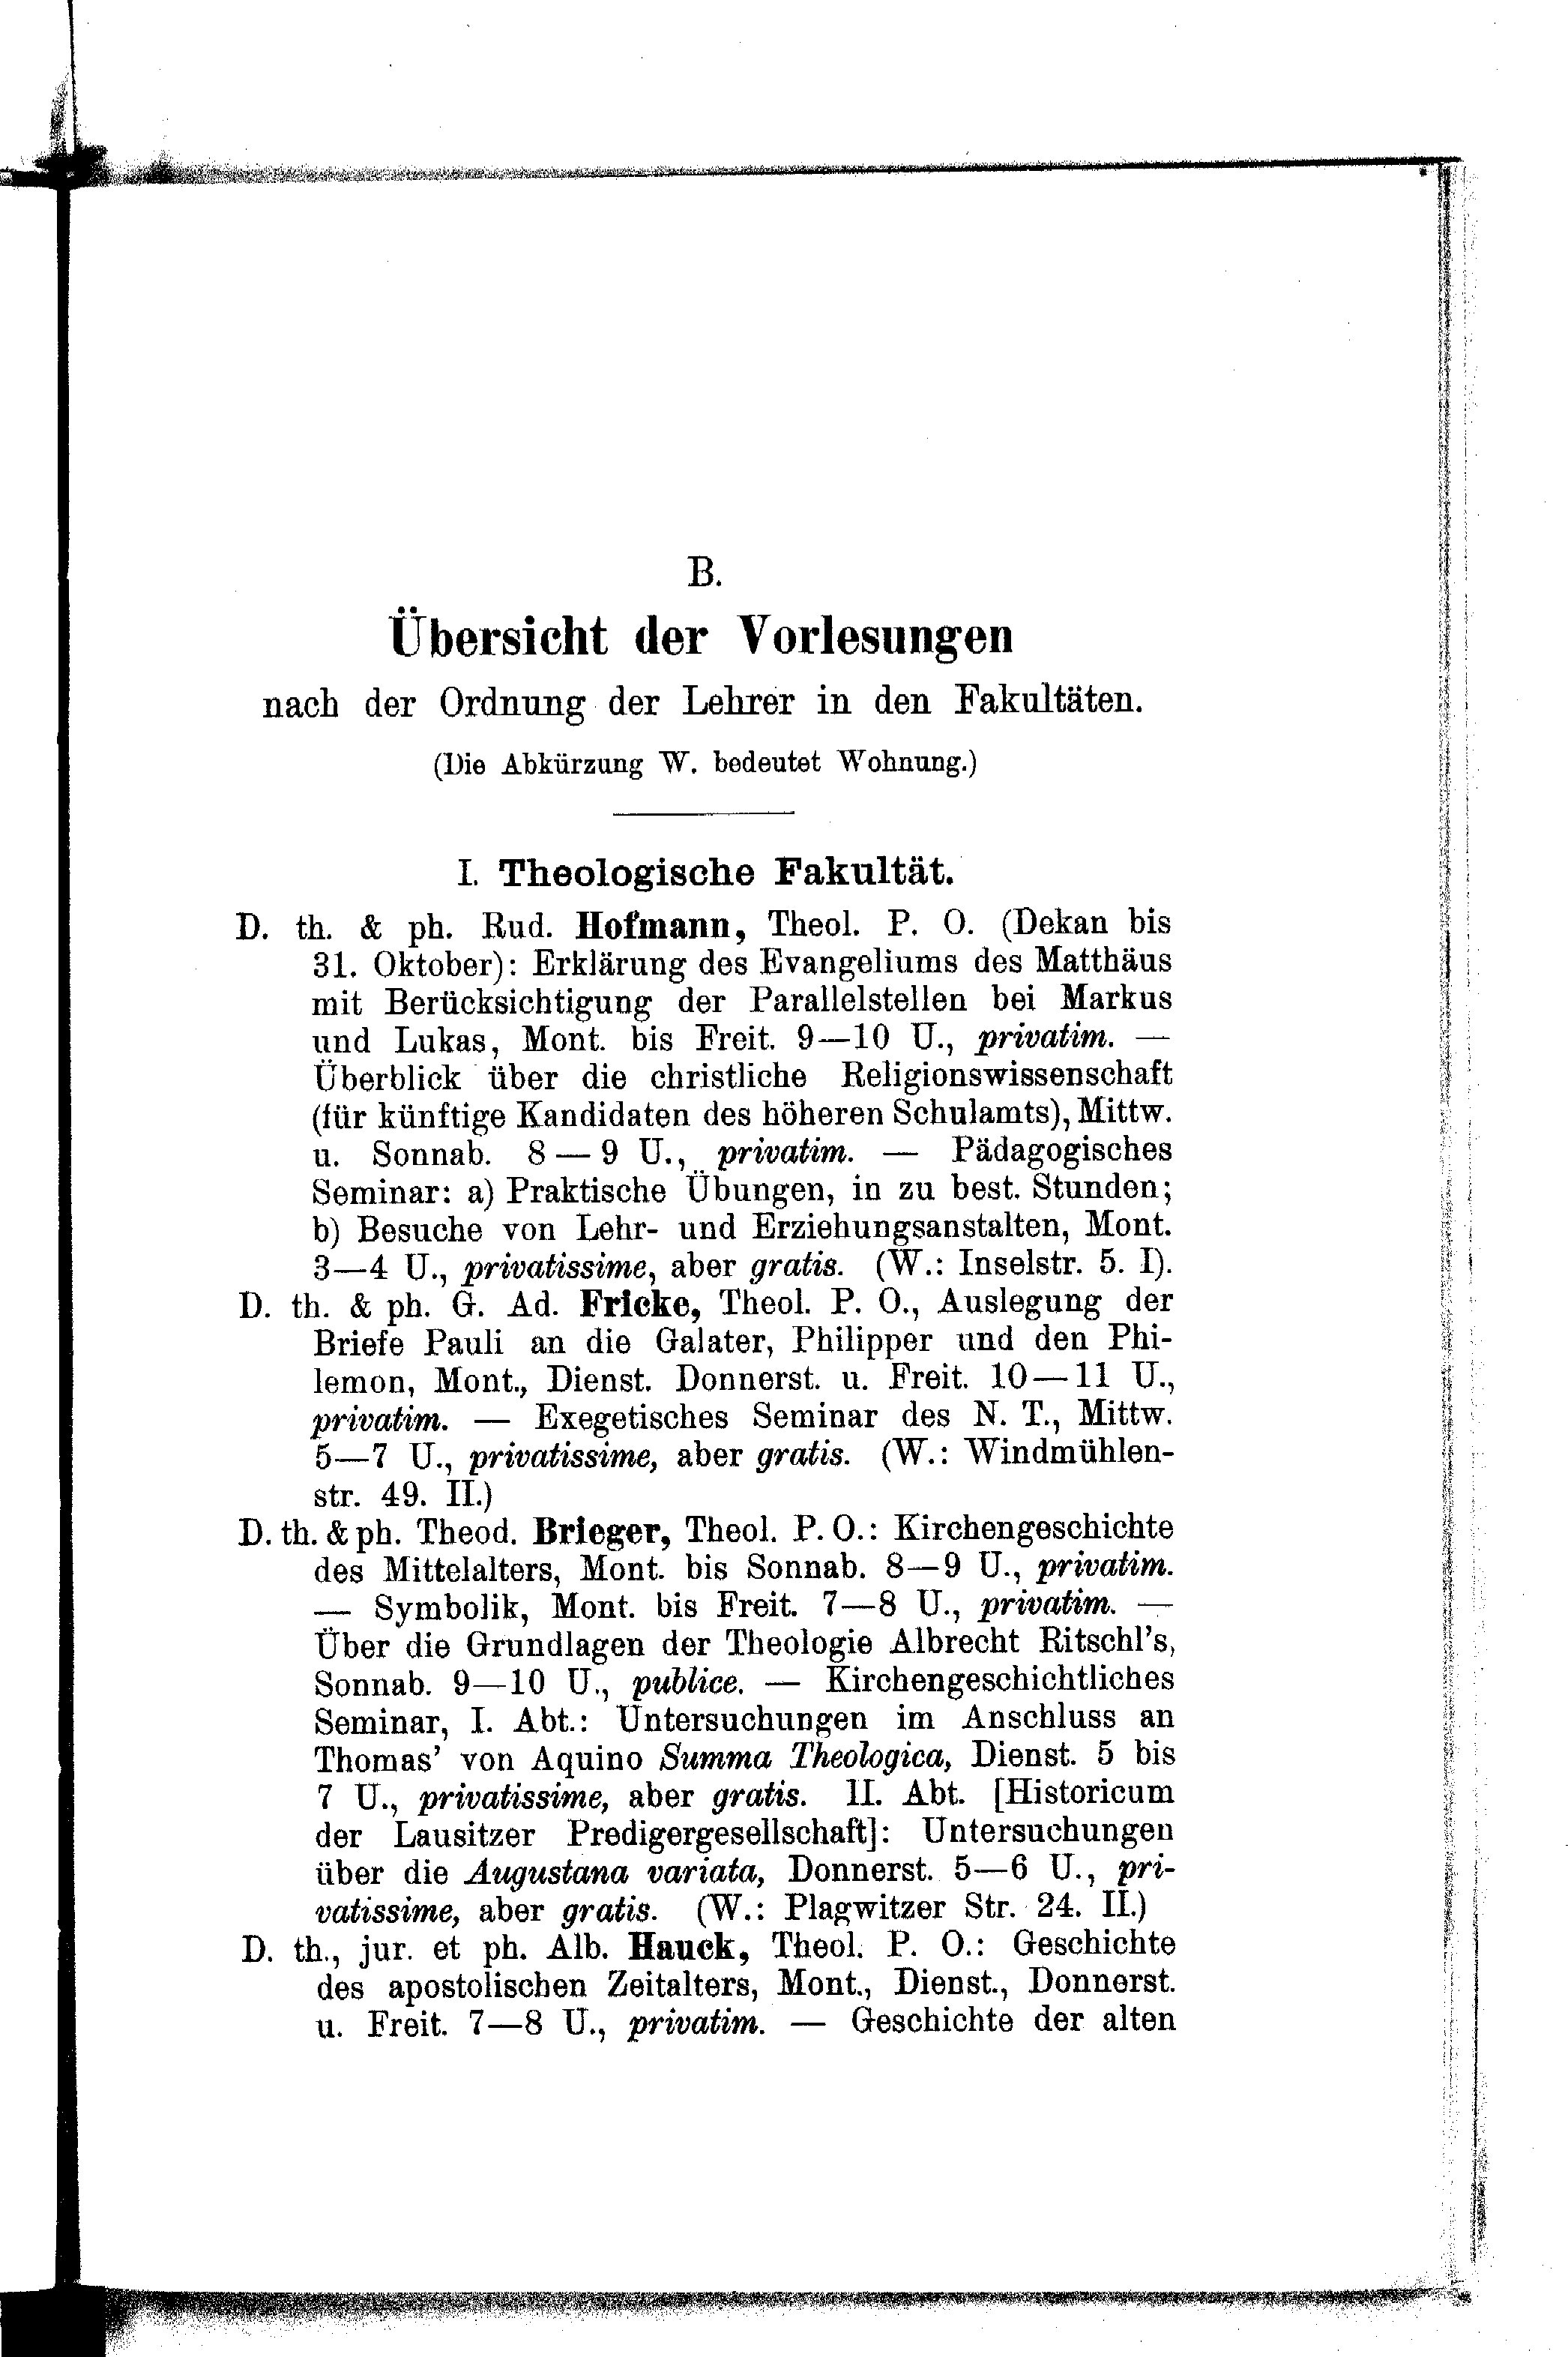 B.
Übersicht der Vorlesungen
nach der Ordnung der Lehrer in den Fakultäten.
(Die Abkürzung W. bedeutet Wohnung.)
I. Theologische Fakultät.
D. th. & ph. Rud. Hofmann, Theol. P. O. (Dekan bis
31. Oktober): Erklärung des Evangeliums des Matthäus
mit Berücksichtigung der Parallelstellen bei Markus
und Lukas, Mont. bis Freit. 9—10 U., privatim. —
Überblick über die christliche Religionswissenschaft
(für künftige Kandidaten des höheren Schulamts), Mittw.
u. Sonnab. 8—9 U., privatim. — Pädagogisches
Seminar: a) Praktische Übungen, in zu best. Stunden;
b) Besuche von Lehr- und Erziehungsanstalten, Mont.
3—4 U., privatissime, aber gratis. (W.: Inselstr. 5. I).
D. th. & ph. G. Ad. Fricke, Theol. P. O., Auslegung der
Briefe Pauli an die Galater, Philipper und den Phi-
lemon, Mont., Dienst. Donnerst. u. Freit. 10—11 U.,
privatim. — Exegetisches Seminar des N. T., Mittw.
5—7 U., privatissime, aber gratis. (W.: Windmühlen-
str. 49. II.)
D. th. & ph. Theod. Brieger, Theol. P. O.: Kirchengeschichte
des Mittelalters, Mont. bis Sonnab. 8—9 U., privatim.
— Symbolik, Mont. bis Freit. 7—8 U., privatim. —
Über die Grundlagen der Theologie Albrecht Ritschl's,
Sonnab. 9—10 U., publice. — Kirchengeschichtliches
Seminar, I. Abt.: Untersuchungen im Anschluss an
Thomas' von Aquino Summa Theologica, Dienst. 5 bis
7 U., privatissime, aber gratis. II. Abt. [Historicum
der Lausitzer Predigergesellschaft]: Untersuchungen
über die Augustana variata, Donnerst. 5—6 U., pri-
vatissime, aber gratis. (W.: Plagwitzer Str. 24. II.)
D. th., jur. et ph. Alb. Hauck, Theol. P. O.: Geschichte
des apostolischen Zeitalters, Mont., Dienst., Donnerst.
u. Freit. 7—8 U., privatim. — Geschichte der alten